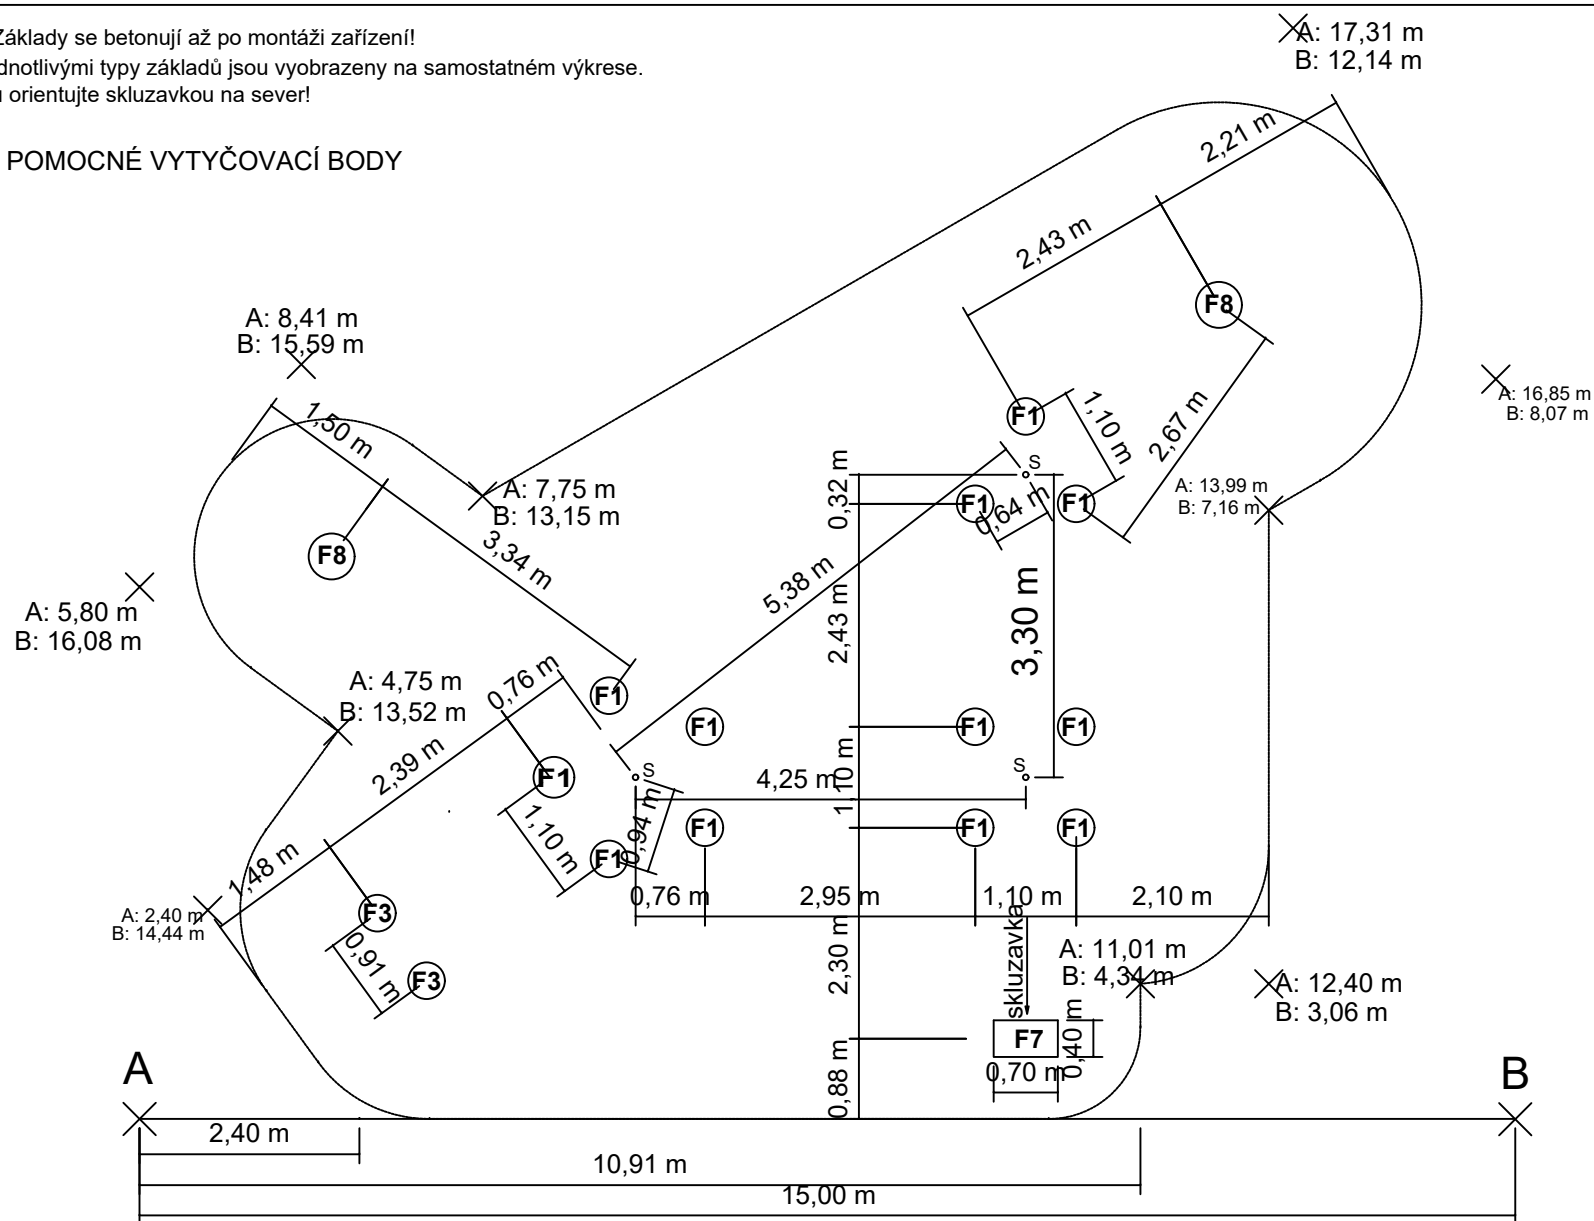 Základy se betonují až po montáži zařízení!
dnotlivými typy základů jsou vyobrazeny na samostatném výkrese.
orientujte skluzavkou na sever!
POMOCNÉ VYTYČOVACÍ BODY
A: 17,31 m
B: 12,14 m
2,21 m
2,43 m
F8
A: 8,41 m
B: 15,59 m
1,50 m
F1
1,10 m
2,67 m
A: 16,85 m
B: 8,07 m
A: 7,75 m
B: 13,15 m
0,32 m
S
F1
0,64 m
F1
A: 13,99 m
B: 7,16 m
F8
3,34 m
5,38 m
2,43 m
3,30 m
A: 5,80 m
B: 16,08 m
A: 4,75 m
B: 13,52 m
0,76 m
F1
F1
F1
F1
2,39 m
F1
S
S
4,25 m
1,10 m
1,10 m
0,94 m
F1
F1
F1
F1
1,48 m
0,76 m
2,95 m
1,10 m
2,10 m
A: 2,40 m
B: 14,44 m
F3
0,91 m
F3
2,30 m
skluzavka
A: 11,01 m
B: 4,34 m
A: 12,40 m
B: 3,06 m
F7
0,40 m
0,70 m
0,88 m
A
B
2,40 m
10,91 m
15,00 m